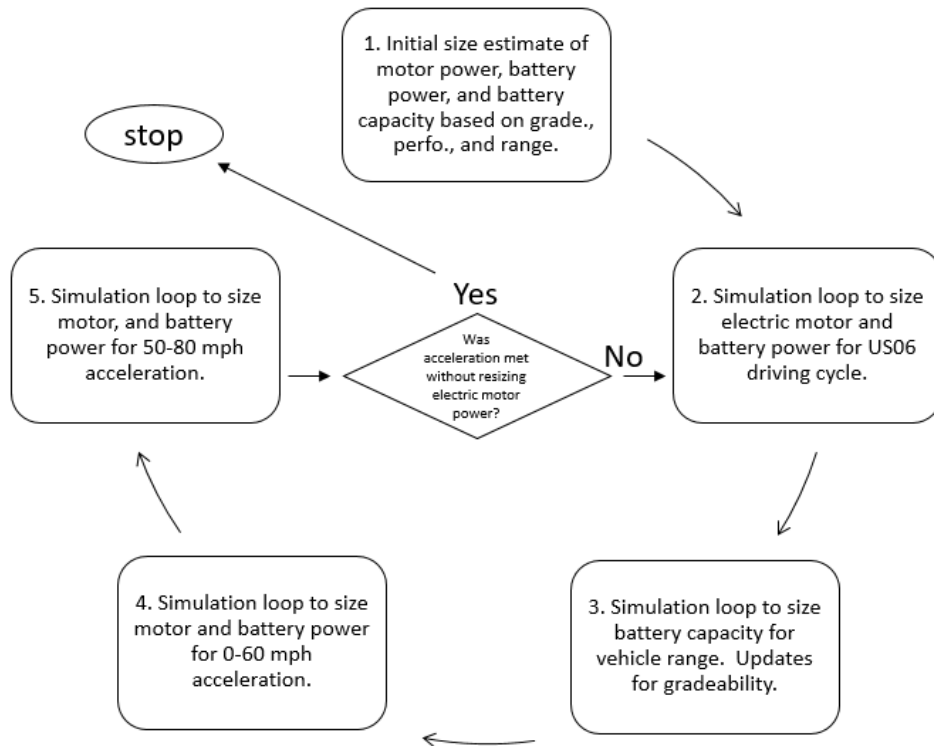 1. Initial size estimate of
motor power, battery
power, and battery
capacity based on grade.,
perfo., and range.
stop
5. Simulation loop to size
motor, and battery
power for 50-80 mph
acceleration.
Yes
Was
acceleration met
without resizing
electric motor
power?
No
2. Simulation loop to size
electric motor and
battery power for US06
driving cycle.
4. Simulation loop to size
motor and battery power
for 0-60 mph
acceleration.
3. Simulation loop to size
battery capacity for
vehicle range.  Updates
for gradeability.